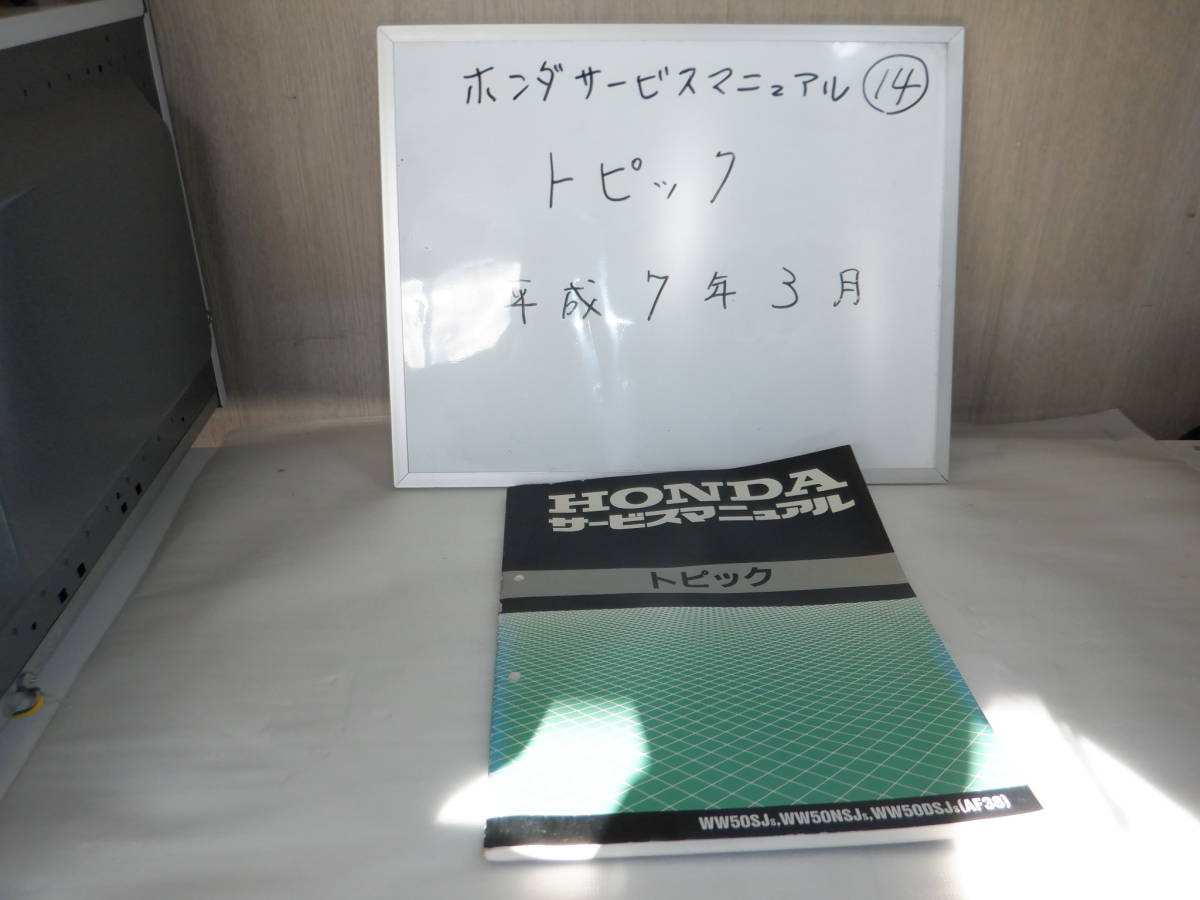 ホンダサービスマニュアル ⑭
トピック
平成 7 年 3 月
HONDA
サービスマニュアル
トピック
WW50SJs, WW50NSJs, WW50DSJs (AF38)